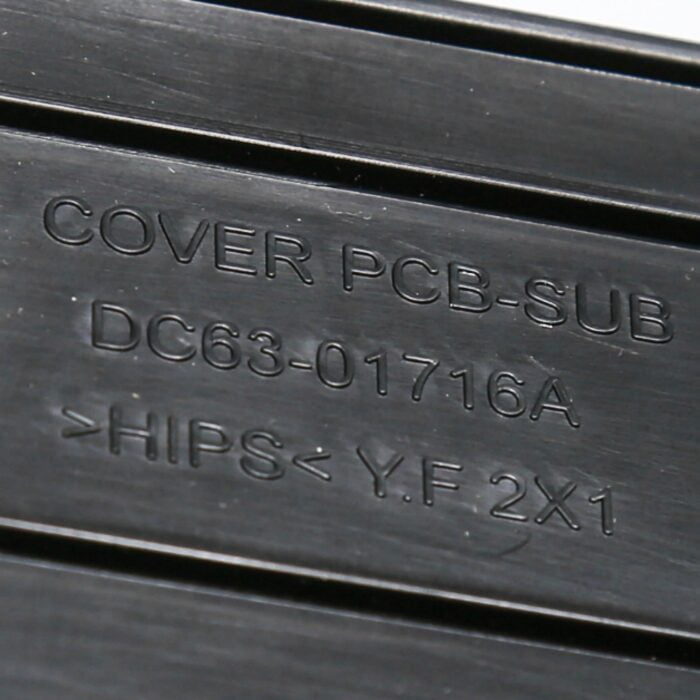 COVER PCB-SUB
DC63-01716A
>HIPS< Y.F 2X1